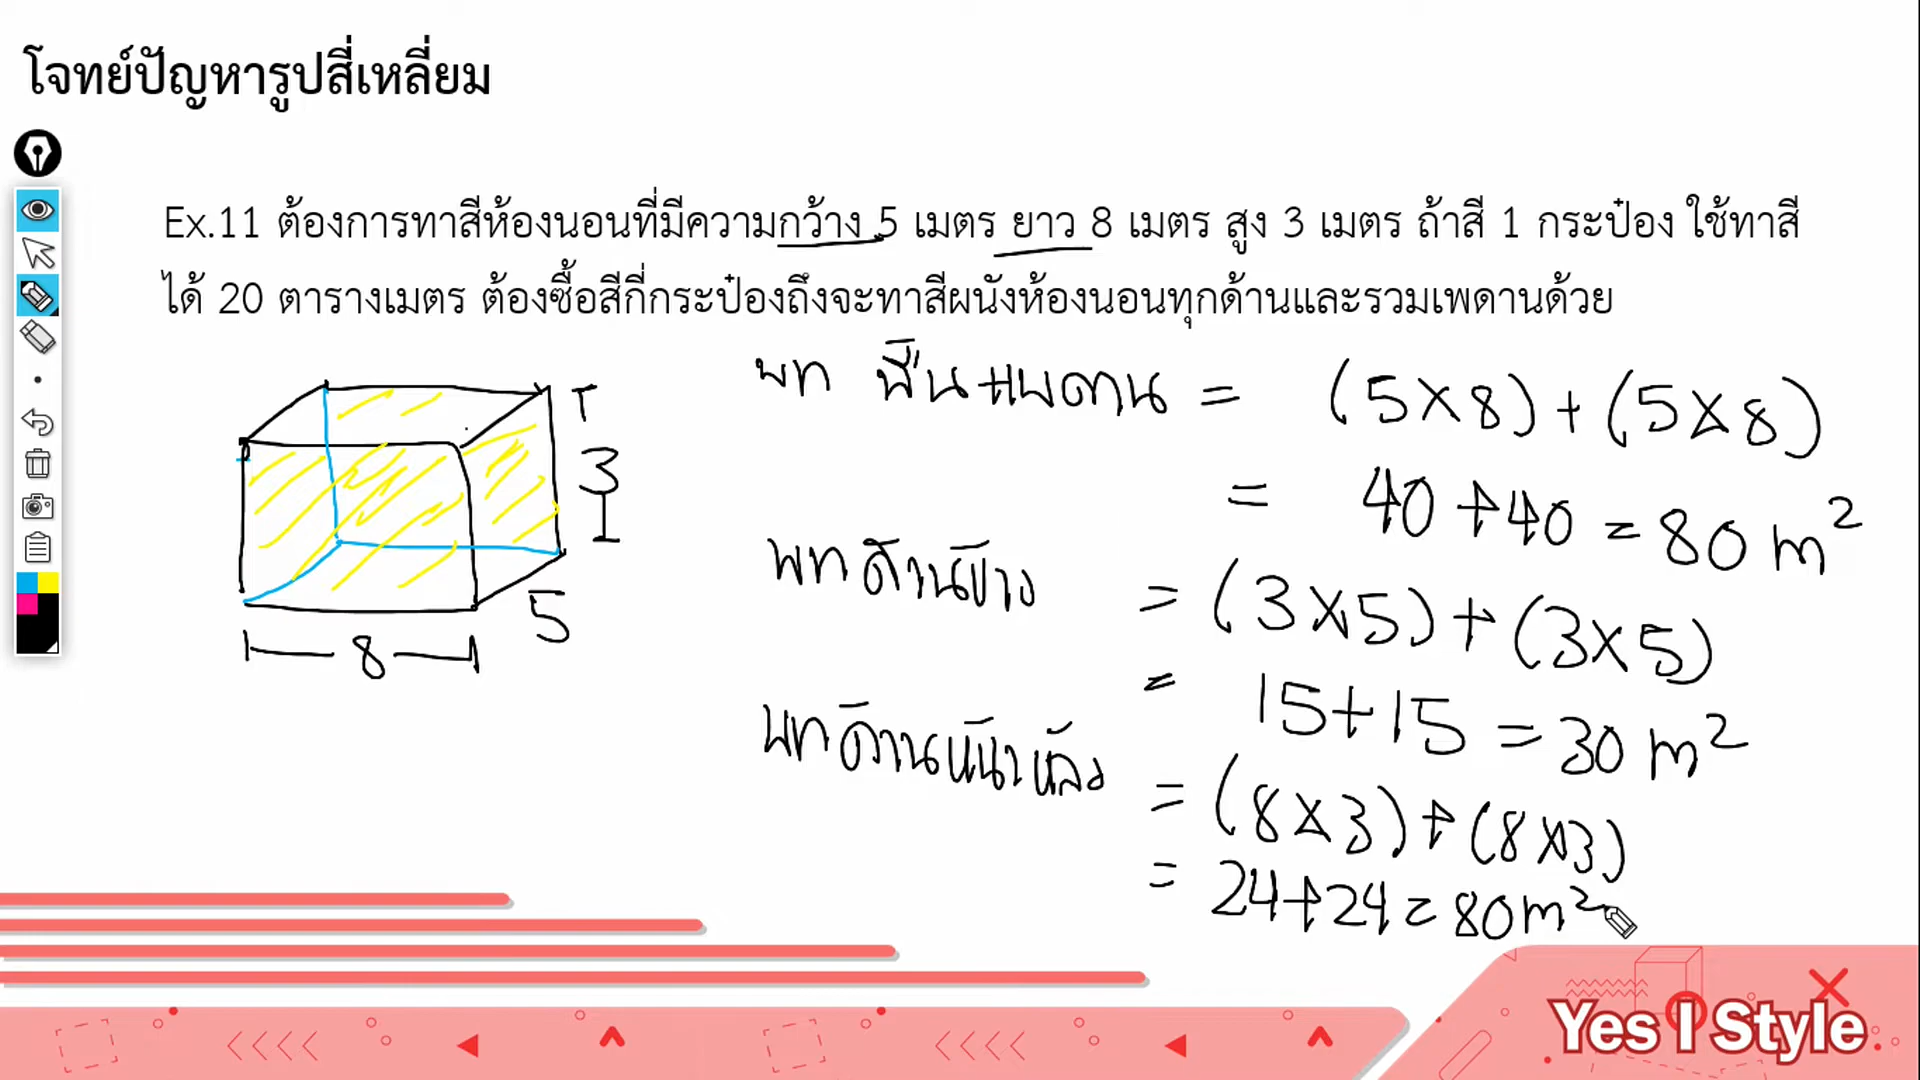 โจทย์ปัญหารูปสี่เหลี่ยม
Ex.11 ต้องการทาสีห้องนอนที่มีความกว้าง 5 เมตร ยาว 8 เมตร สูง 3 เมตร ถ้าสี 1 กระป๋อง ใช้ทาสี
ได้ 20 ตารางเมตร ต้องซื้อสีกี่กระป๋องถึงจะทาสีผนังห้องนอนทุกด้านและรวมเพดานด้วย
พท พื้น+เพดาน = (5×8)+(5×8)
= 40+40 = 80 m²
พทด้านข้าง = (3×5)+(3×5)
= 15+15 = 30 m²
พทด้านหน้าหลัง = (8×3)+(8×3)
= 24+24 = 80 m²
3
5
8
Yes I Style